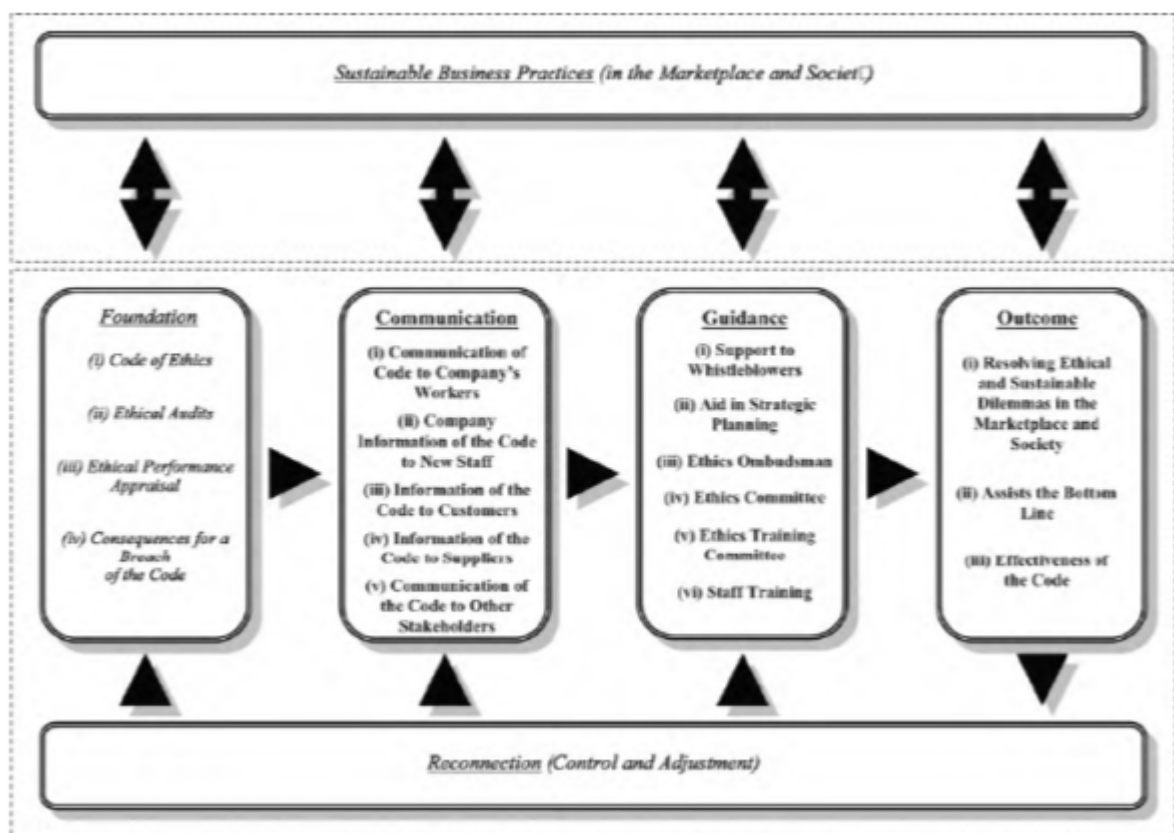 Sustainable Business Practices (in the Marketplace and Societ▯)
Foundation
(i) Code of Ethics
(ii) Ethical Audits
(iii) Ethical Performance
Appraisal
(iv) Consequences for a
Breach
of the Code
Communication
(i) Communication of
Code to Company's
Workers
(ii) Company
Information of the Code
to New Staff
(iii) Information of the
Code to Customers
(iv) Information of the
Code to Suppliers
(v) Communication of
the Code to Other
Stakeholders
Guidance
(i) Support to
Whistleblowers
(ii) Aid in Strategic
Planning
(iii) Ethics Ombudsman
(iv) Ethics Committee
(v) Ethics Training
Committee
(vi) Staff Training
Outcome
(i) Resolving Ethical
and Sustainable
Dilemmas in the
Marketplace and
Society
(ii) Assists the Bottom
Line
(iii) Effectiveness of
the Code
Reconnection (Control and Adjustment)